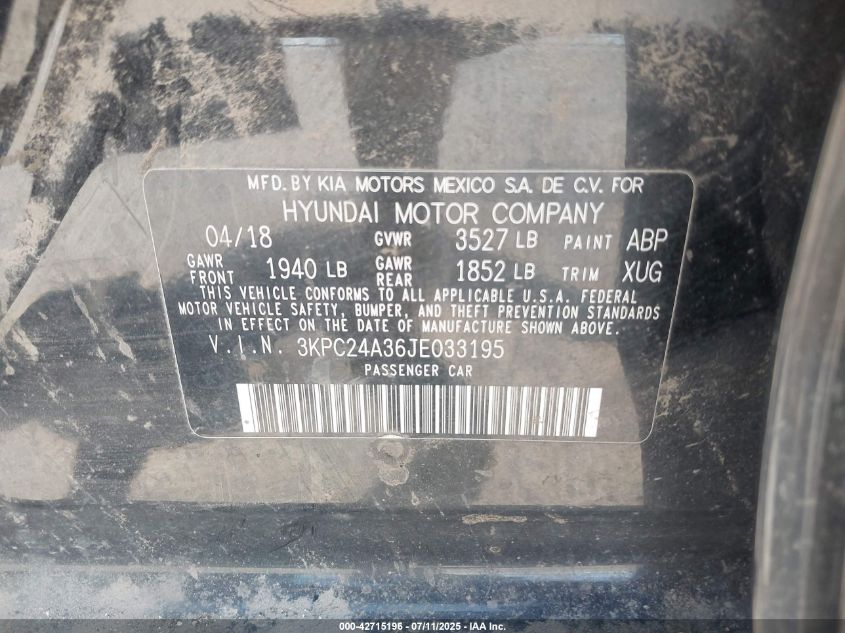 MFD. BY KIA MOTORS MEXICO S.A. DE C.V. FOR
HYUNDAI MOTOR COMPANY
04/18 GVWR 3527 LB PAINT ABP
GAWR FRONT 1940 LB GAWR REAR 1852 LB TRIM XUG
THIS VEHICLE CONFORMS TO ALL APPLICABLE U.S.A. FEDERAL
MOTOR VEHICLE SAFETY, BUMPER, AND THEFT PREVENTION STANDARDS
IN EFFECT ON THE DATE OF MANUFACTURE SHOWN ABOVE.
V.I.N. 3KPC24A36JE033195
PASSENGER CAR
000-42715196 - 07/11/2025 - IAA Inc.